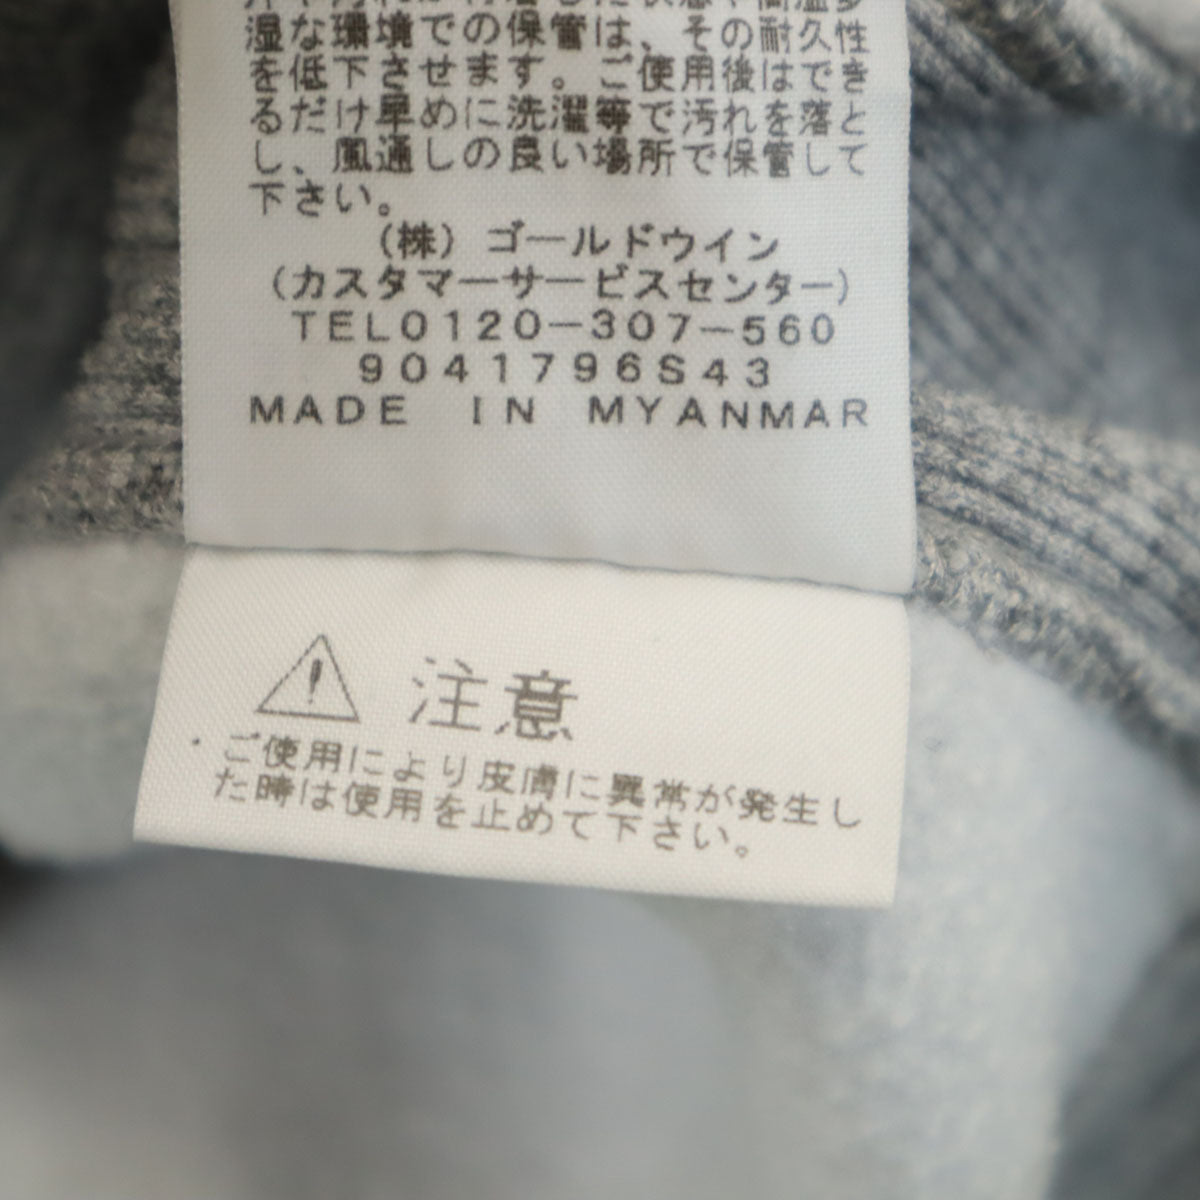 湿な環境での保管は、その耐久性
を低下させます。ご使用後はでき
るだけ早めに洗濯等で汚れを落と
し、風通しの良い場所で保管して
下さい。
(株)ゴールドウイン
(カスタマーサービスセンター)
TEL0120-307-560
9041796S43
MADE IN MYANMAR
注意
・ご使用により皮膚に異常が発生し
た時は使用を止めて下さい。